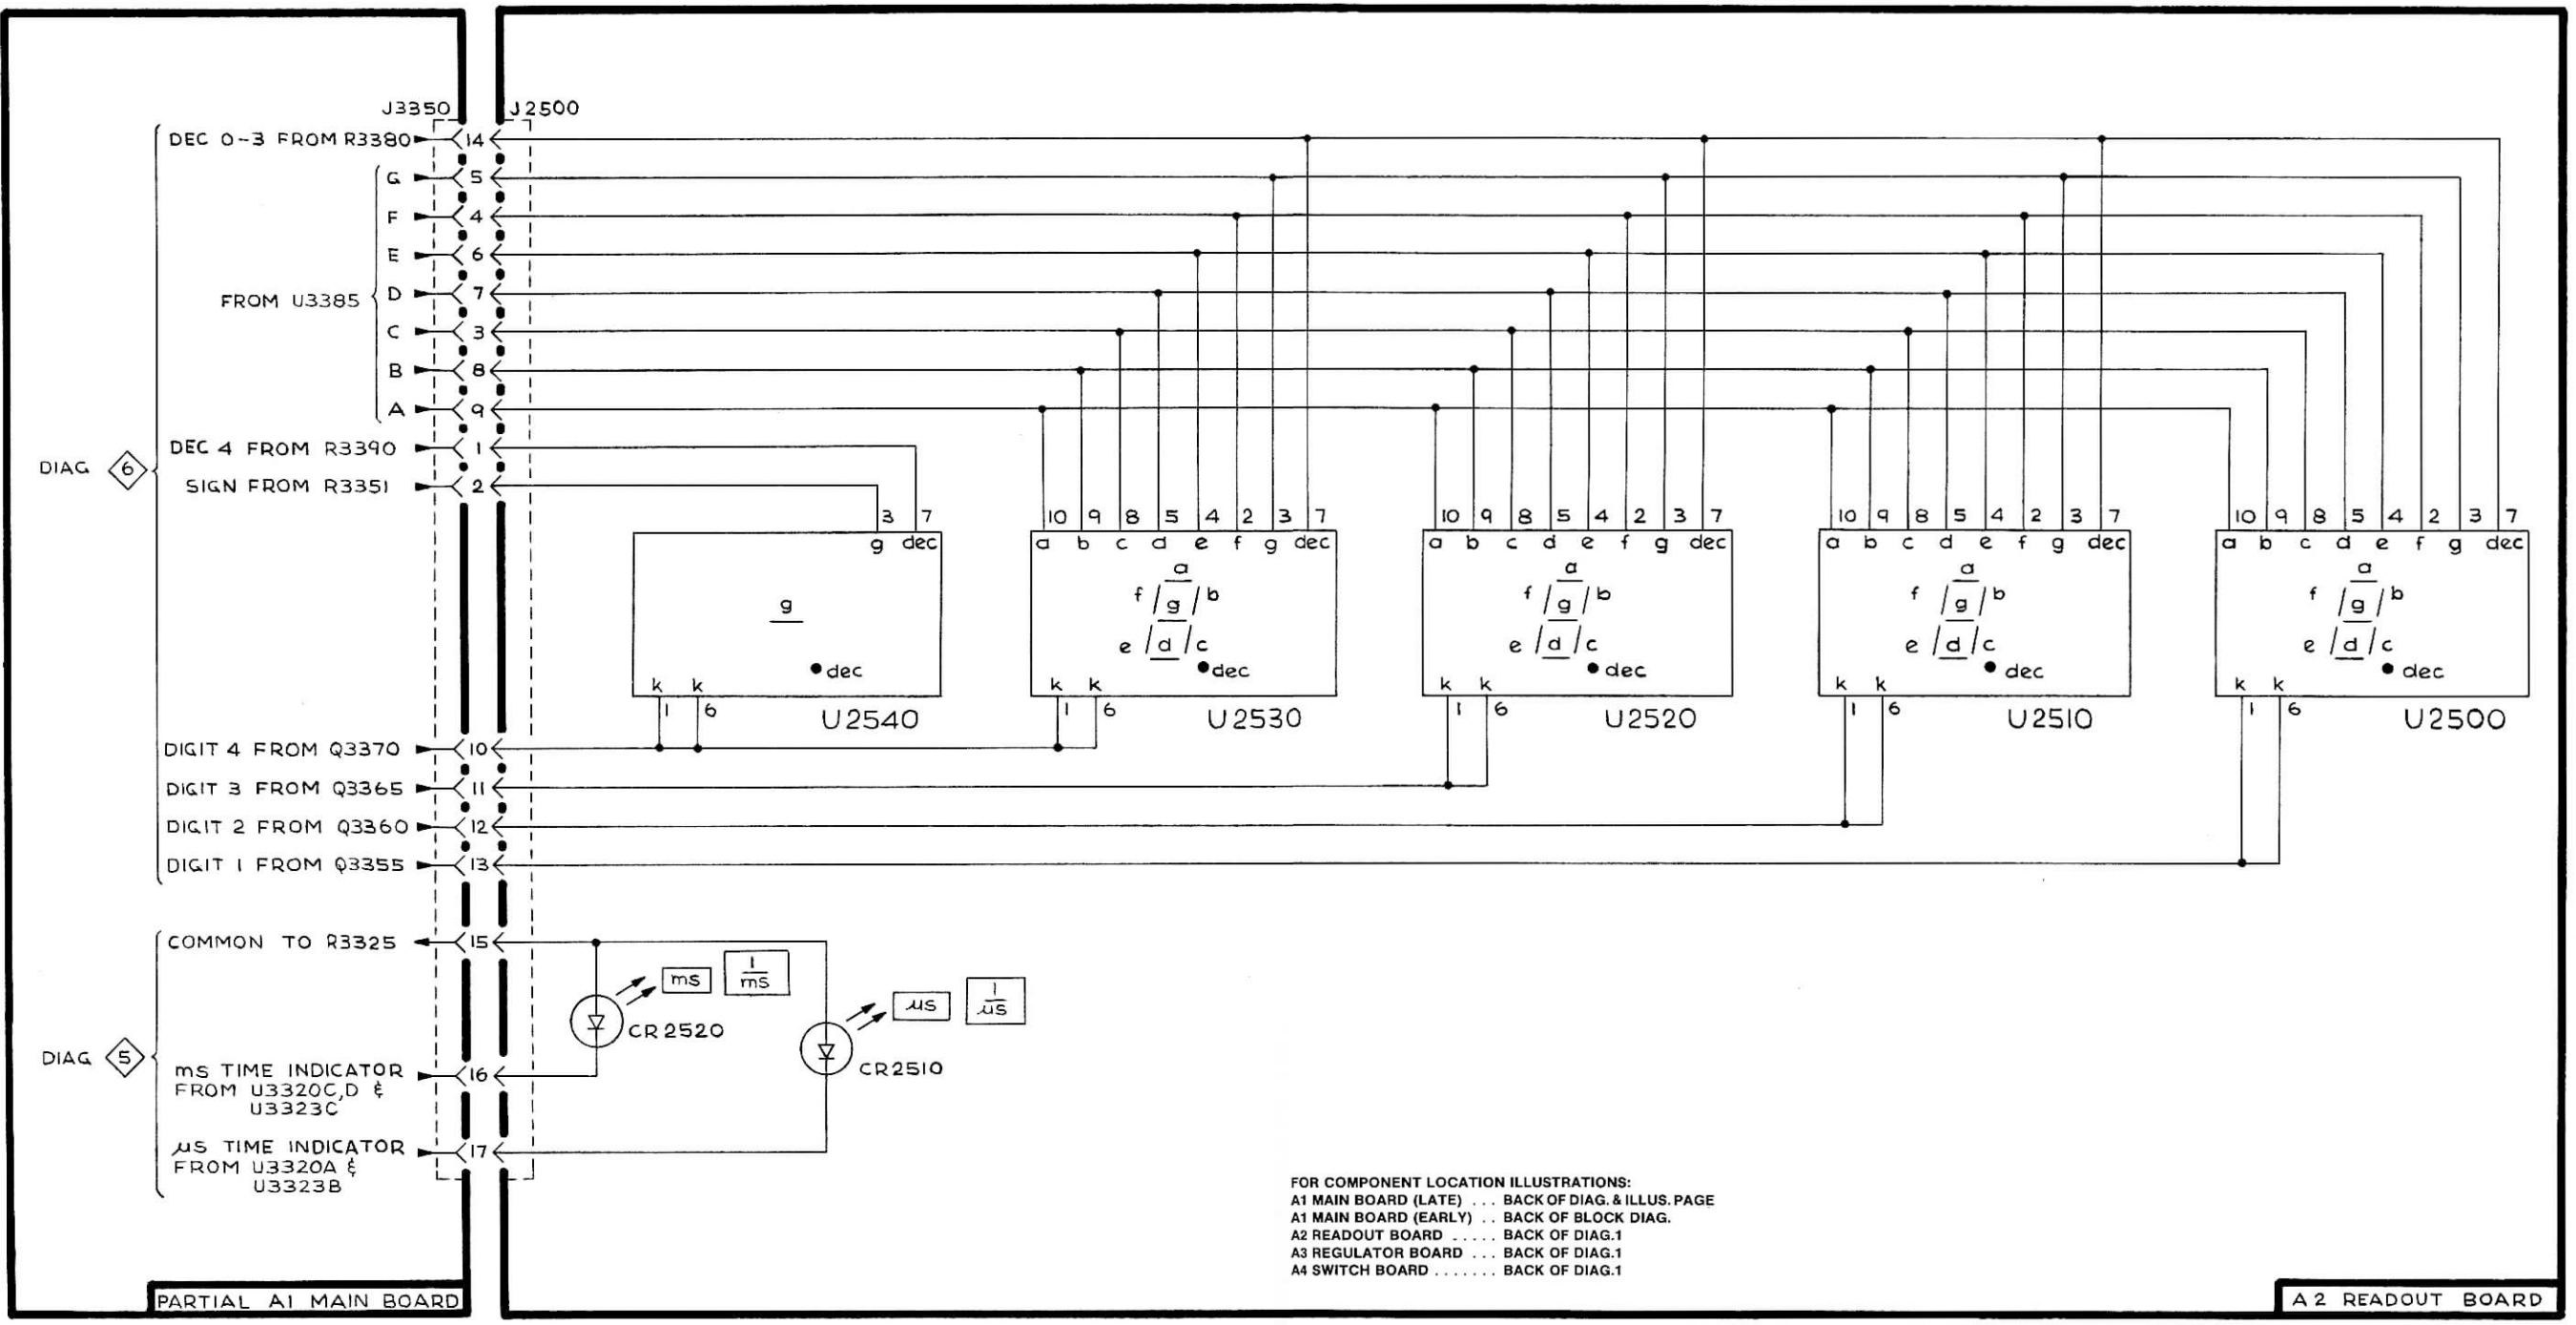 J3350 J2500
DEC 0-3 FROM R3380 14
G 5
F 4
E 6
FROM U3385 D 7
C 3
B 8
A 9
DEC 4 FROM R3390 1
DIAG 6
SIGN FROM R3351 2
3 7
10 9 8 5 4 2 3 7
10 9 8 5 4 2 3 7
10 9 8 5 4 2 3 7
10 9 8 5 4 2 3 7
g dec
a b c d e f g dec
a b c d e f g dec
a b c d e f g dec
a b c d e f g dec
g
dec
a
f g b
e d c
dec
a
f g b
e d c
dec
a
f g b
e d c
dec
a
f g b
e d c
dec
k k
k k
k k
k k
k k
1 6 U2540
1 6 U2530
1 6 U2520
1 6 U2510
1 6 U2500
DIGIT 4 FROM Q3370 10
DIGIT 3 FROM Q3365 11
DIGIT 2 FROM Q3360 12
DIGIT 1 FROM Q3355 13
COMMON TO R3325 15
ms 1/ms
CR2520
µs 1/µs
CR2510
DIAG 5
ms TIME INDICATOR 16
FROM U3320C,D &
U3323C
µs TIME INDICATOR 17
FROM U3320A &
U3323B
FOR COMPONENT LOCATION ILLUSTRATIONS:
A1 MAIN BOARD (LATE) ... BACK OF DIAG. & ILLUS. PAGE
A1 MAIN BOARD (EARLY) .. BACK OF BLOCK DIAG.
A2 READOUT BOARD ..... BACK OF DIAG.1
A3 REGULATOR BOARD ... BACK OF DIAG.1
A4 SWITCH BOARD ....... BACK OF DIAG.1
PARTIAL A1 MAIN BOARD
A2 READOUT BOARD